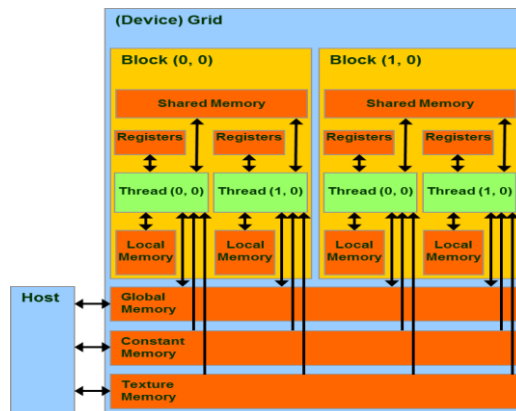 (Device) Grid
Block (0, 0)
Block (1, 0)
Shared Memory
Shared Memory
Registers
Registers
Registers
Registers
Thread (0, 0)
Thread (1, 0)
Thread (0, 0)
Thread (1, 0)
Local
Memory
Local
Memory
Local
Memory
Local
Memory
Host
Global
Memory
Constant
Memory
Texture
Memory